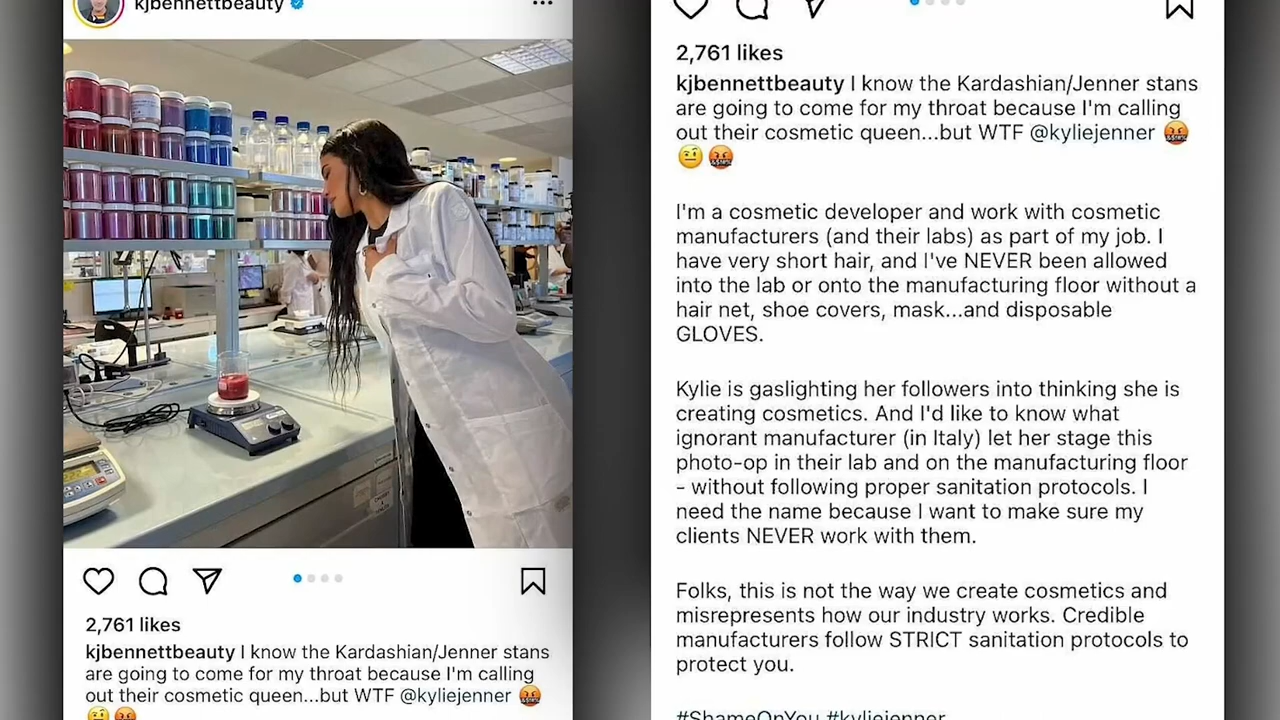 kjbennettbeauty
2,761 likes
kjbennettbeauty I know the Kardashian/Jenner stans
are going to come for my throat because I'm calling
out their cosmetic queen...but WTF @kyliejenner 🤬
🤨🤬
2,761 likes
kjbennettbeauty I know the Kardashian/Jenner stans
are going to come for my throat because I'm calling
out their cosmetic queen...but WTF @kyliejenner 🤬
🤨🤬
I'm a cosmetic developer and work with cosmetic
manufacturers (and their labs) as part of my job. I
have very short hair, and I've NEVER been allowed
into the lab or onto the manufacturing floor without a
hair net, shoe covers, mask...and disposable
GLOVES.
Kylie is gaslighting her followers into thinking she is
creating cosmetics. And I'd like to know what
ignorant manufacturer (in Italy) let her stage this
photo-op in their lab and on the manufacturing floor
- without following proper sanitation protocols. I
need the name because I want to make sure my
clients NEVER work with them.
Folks, this is not the way we create cosmetics and
misrepresents how our industry works. Credible
manufacturers follow STRICT sanitation protocols to
protect you.
#ShameOnYou #kyliejenner